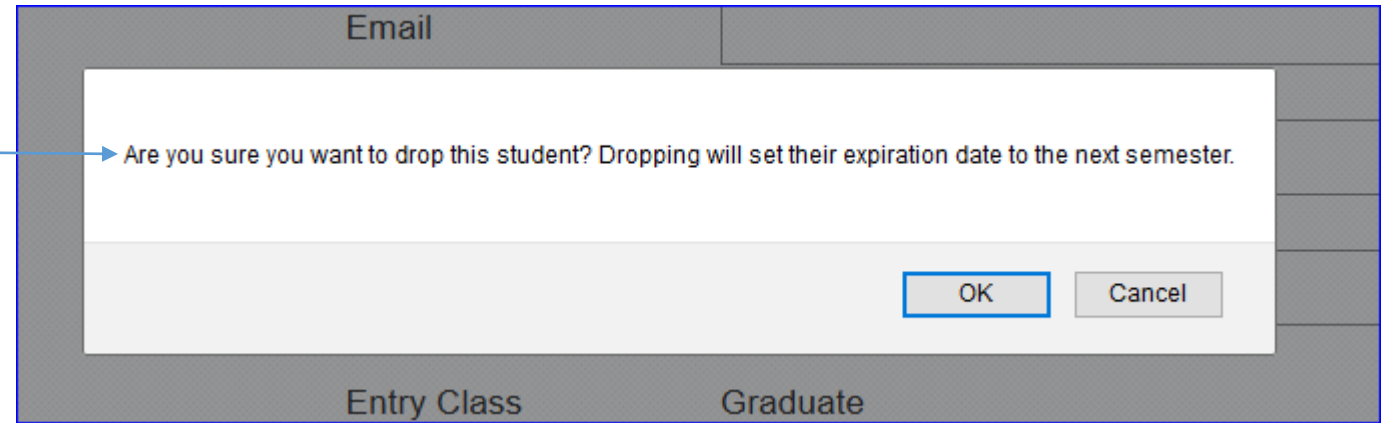 Email
Are you sure you want to drop this student? Dropping will set their expiration date to the next semester.
OK Cancel
Entry Class Graduate